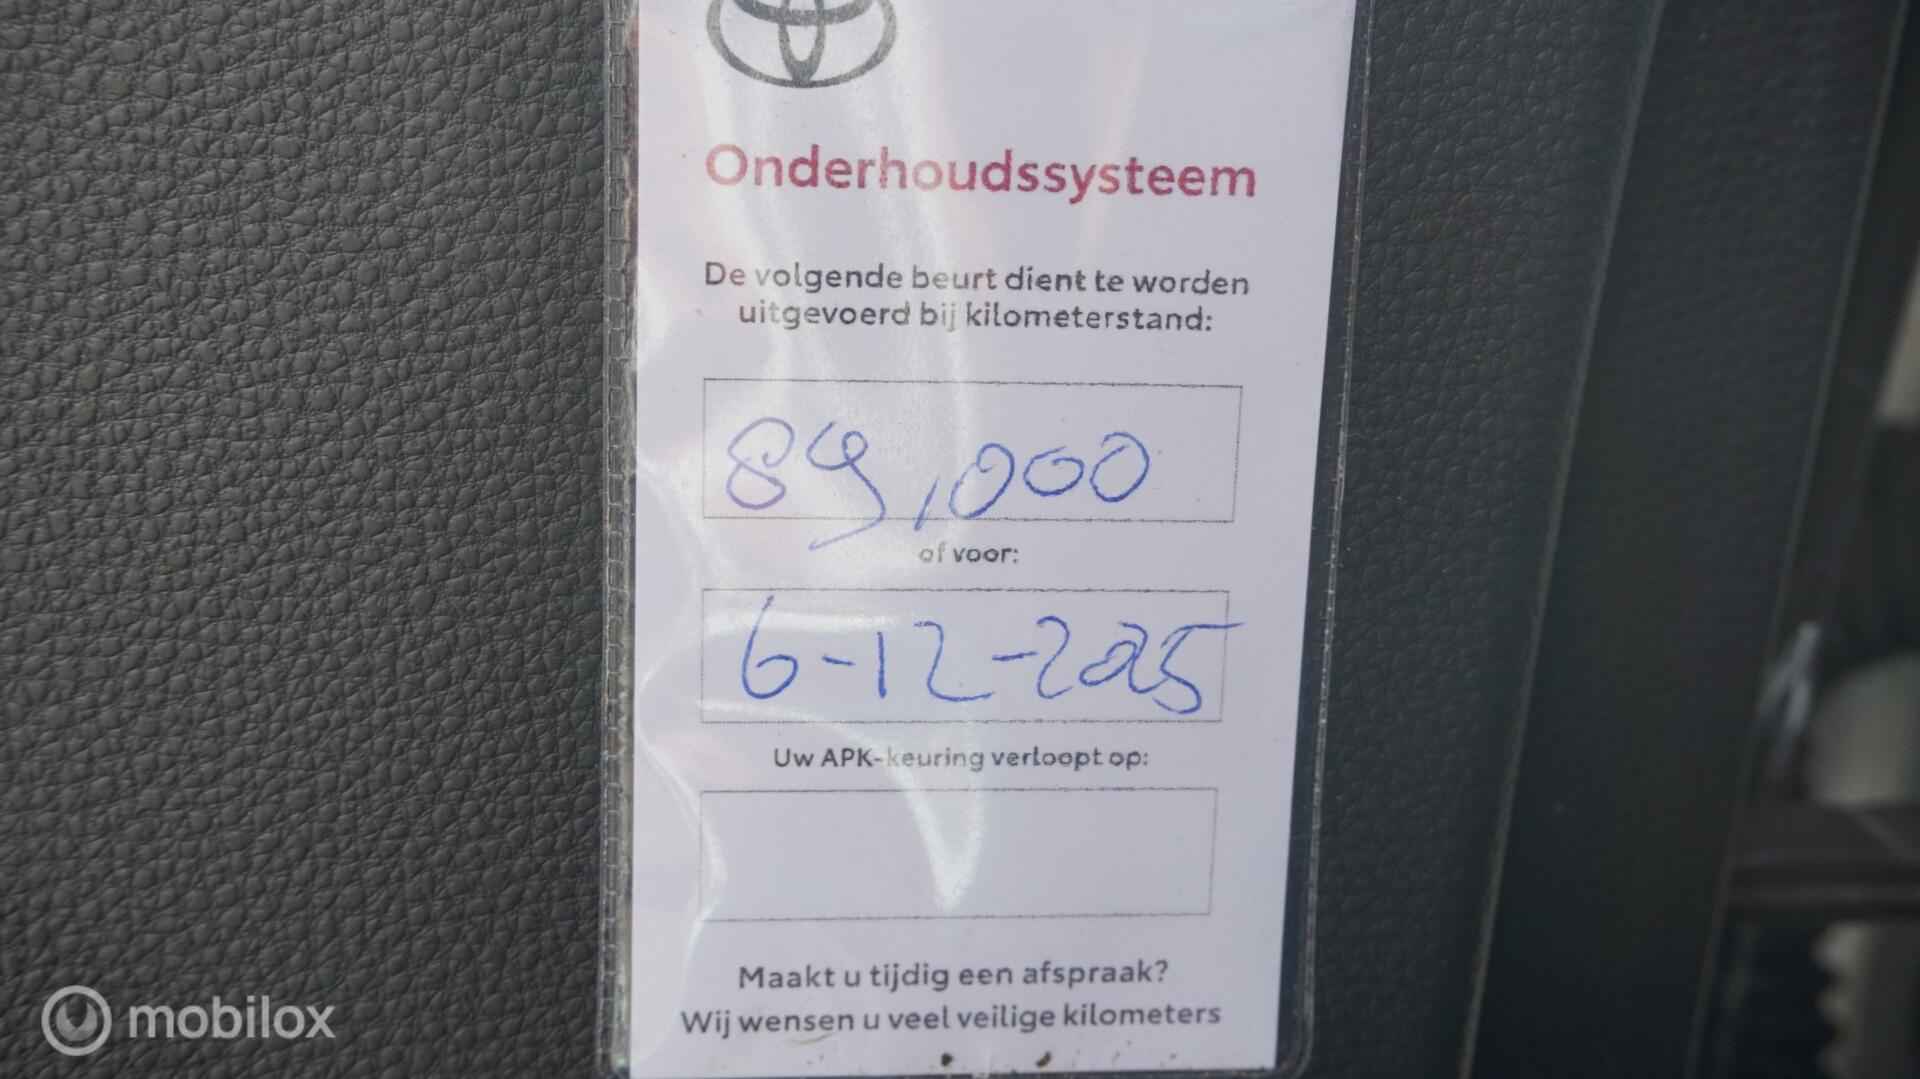 Onderhoudssysteem
De volgende beurt dient te worden
uitgevoerd bij kilometerstand:
89,000
of voor:
6-12-2025
Uw APK-keuring verloopt op:
Maakt u tijdig een afspraak?
Wij wensen u veel veilige kilometers
mobilox